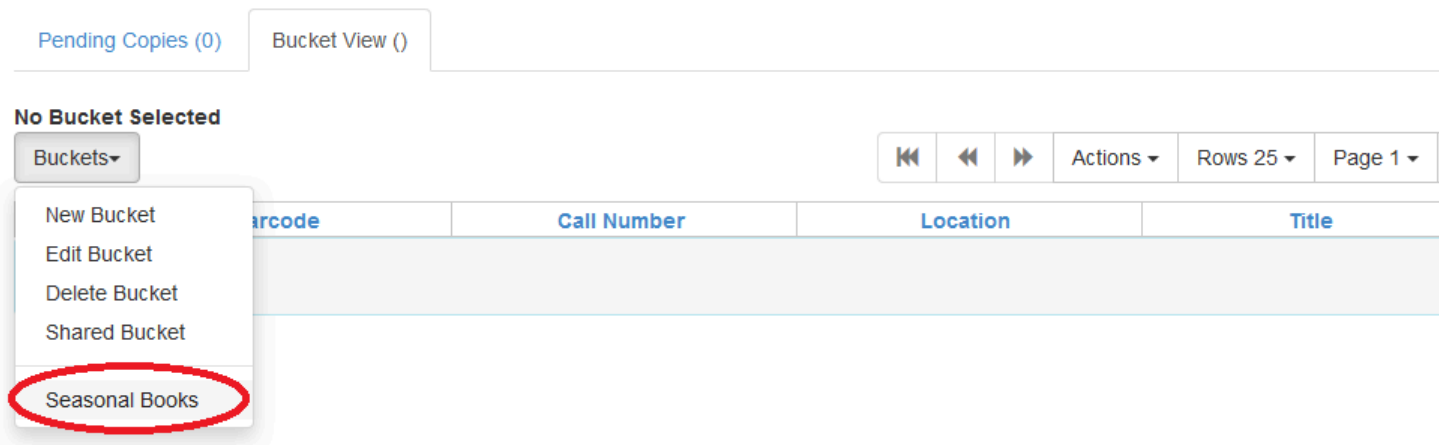 Pending Copies (0) Bucket View ()
No Bucket Selected
Buckets Actions Rows 25 Page 1
New Bucket
arcode Call Number Location Title
Edit Bucket
Delete Bucket
Shared Bucket
Seasonal Books